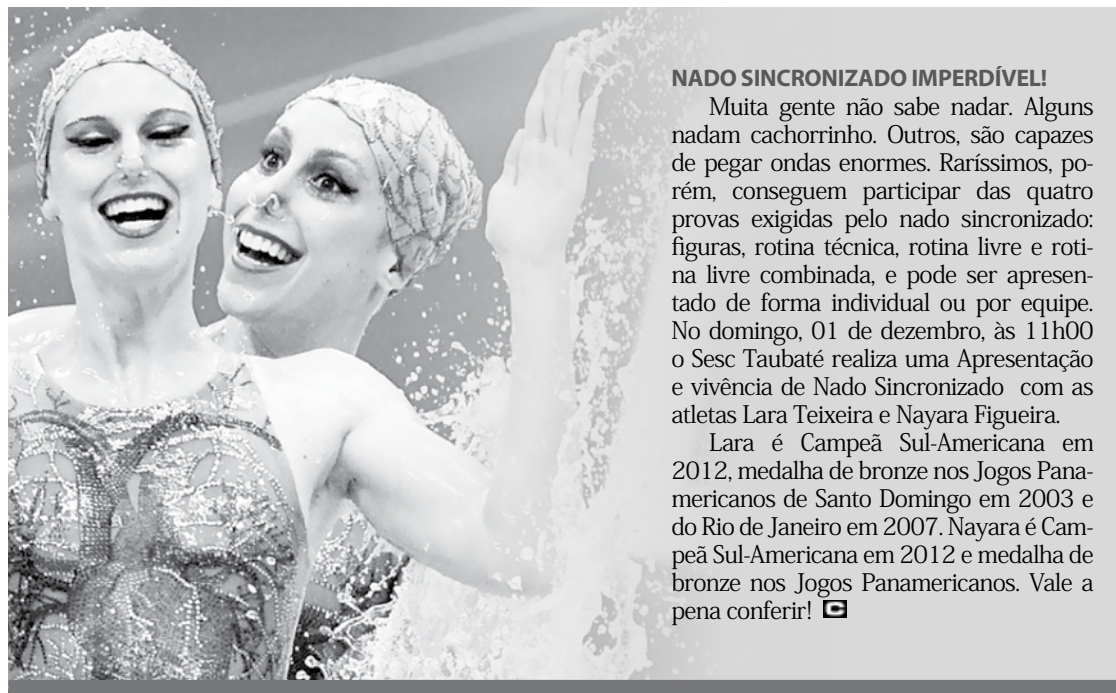 NADO SINCRONIZADO IMPERDÍVEL!
Muita gente não sabe nadar. Alguns
nadam cachorrinho. Outros, são capazes
de pegar ondas enormes. Raríssimos, po-
rém, conseguem participar das quatro
provas exigidas pelo nado sincronizado:
figuras, rotina técnica, rotina livre e roti-
na livre combinada, e pode ser apresen-
tado de forma individual ou por equipe.
No domingo, 01 de dezembro, às 11h00
o Sesc Taubaté realiza uma Apresentação
e vivência de Nado Sincronizado  com as
atletas Lara Teixeira e Nayara Figueira.
Lara é Campeã Sul-Americana em
2012, medalha de bronze nos Jogos Pana-
mericanos de Santo Domingo em 2003 e
do Rio de Janeiro em 2007. Nayara é Cam-
peã Sul-Americana em 2012 e medalha de
bronze nos Jogos Panamericanos. Vale a
pena conferir! C